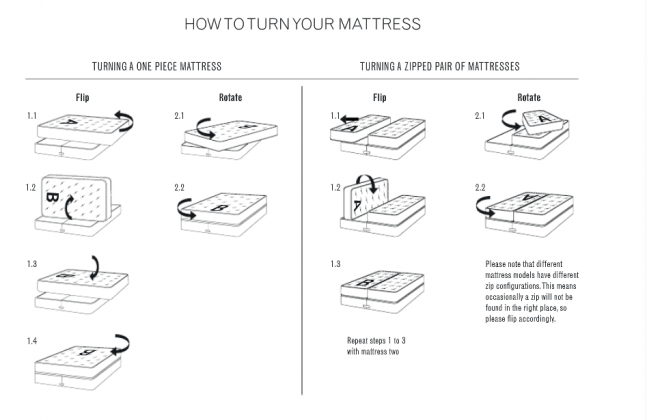 HOW TO TURN YOUR MATTRESS
TURNING A ONE PIECE MATTRESS
Flip
Rotate
1.1
A
2.1
1.2
B
2.2
B
1.3
B
1.4
B
TURNING A ZIPPED PAIR OF MATTRESSES
Flip
Rotate
1.1
A
2.1
A
1.2
A
2.2
A
1.3
B
Please note that different
mattress models have different
zip configurations. This means
occasionally a zip will not be
found in the right place, so
please flip accordingly.
Repeat steps 1 to 3
with mattress two